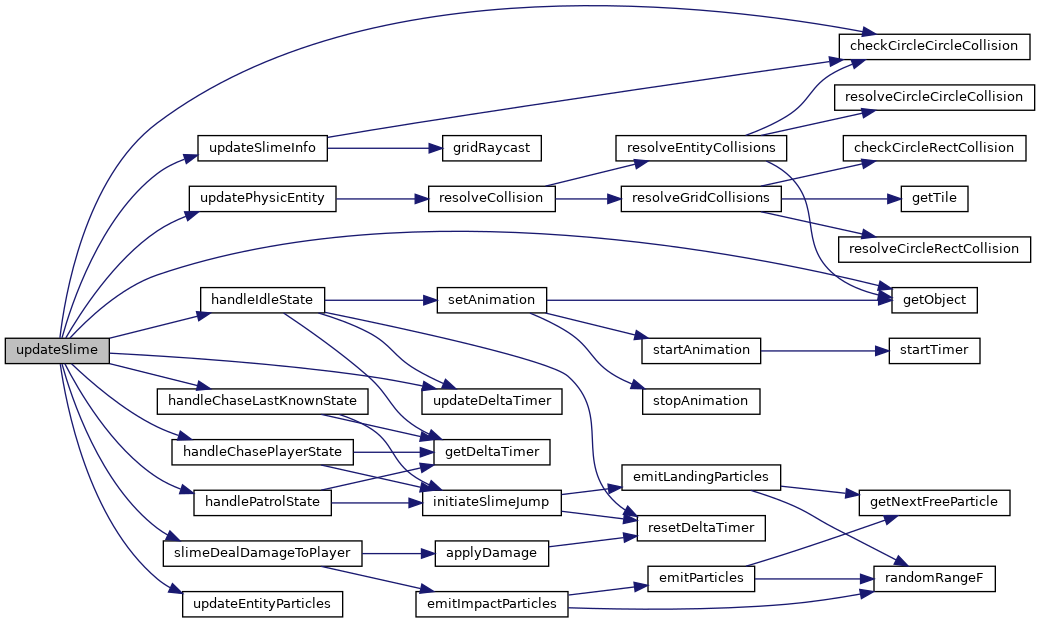 checkCircleCircleCollision
resolveCircleCircleCollision
updateSlimeInfo
gridRaycast
resolveEntityCollisions
checkCircleRectCollision
updatePhysicEntity
resolveCollision
resolveGridCollisions
getTile
resolveCircleRectCollision
handleIdleState
setAnimation
getObject
updateSlime
startAnimation
startTimer
handleChaseLastKnownState
updateDeltaTimer
stopAnimation
handleChasePlayerState
getDeltaTimer
emitLandingParticles
handlePatrolState
initiateSlimeJump
getNextFreeParticle
resetDeltaTimer
slimeDealDamageToPlayer
applyDamage
emitParticles
randomRangeF
updateEntityParticles
emitImpactParticles